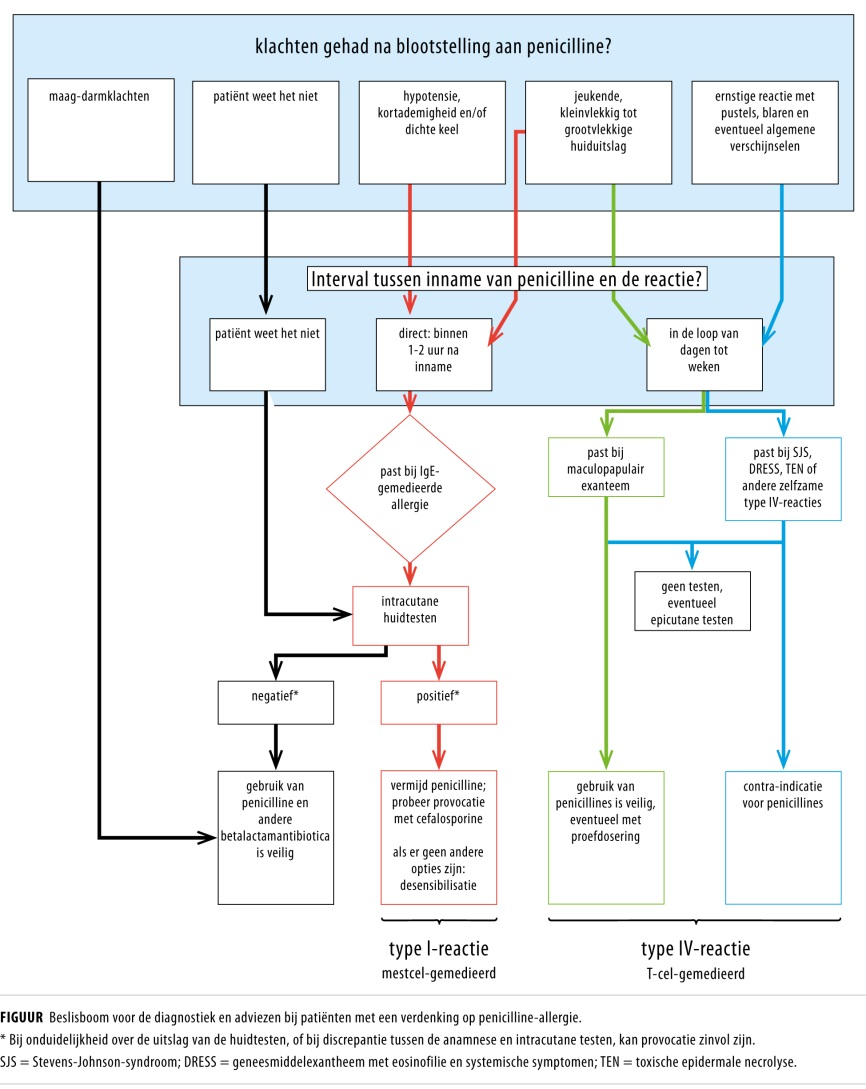 klachten gehad na blootstelling aan penicilline?
maag-darmklachten
patiënt weet het niet
hypotensie,
kortademigheid en/of
dichte keel
jeukende,
kleinvlekkig tot
grootvlekkige
huiduitslag
ernstige reactie met
pustels, blaren en
eventueel algemene
verschijnselen
Interval tussen inname van penicilline en de reactie?
patiënt weet het niet
direct: binnen
1-2 uur na
inname
in de loop van
dagen tot
weken
past bij IgE-
gemedieerde
allergie
past bij
maculopapulair
exanteem
past bij SJS,
DRESS, TEN of
andere zelfzame
type IV-reacties
geen testen,
eventueel
epicutane testen
intracutane
huidtesten
negatief*
positief*
gebruik van
penicilline en
andere
betalactamantibiotica
is veilig
vermijd penicilline;
probeer provocatie
met cefalosporine
als er geen andere
opties zijn:
desensibilisatie
gebruik van
penicillines is veilig,
eventueel met
proefdosering
contra-indicatie
voor penicillines
type I-reactie
mestcel-gemedieerd
type IV-reactie
T-cel-gemedieerd
FIGUUR Beslisboom voor de diagnostiek en adviezen bij patiënten met een verdenking op penicilline-allergie.
* Bij onduidelijkheid over de uitslag van de huidtesten, of bij discrepantie tussen de anamnese en intracutane testen, kan provocatie zinvol zijn.
SJS = Stevens-Johnson-syndroom; DRESS = geneesmiddelexantheem met eosinofilie en systemische symptomen; TEN = toxische epidermale necrolyse.